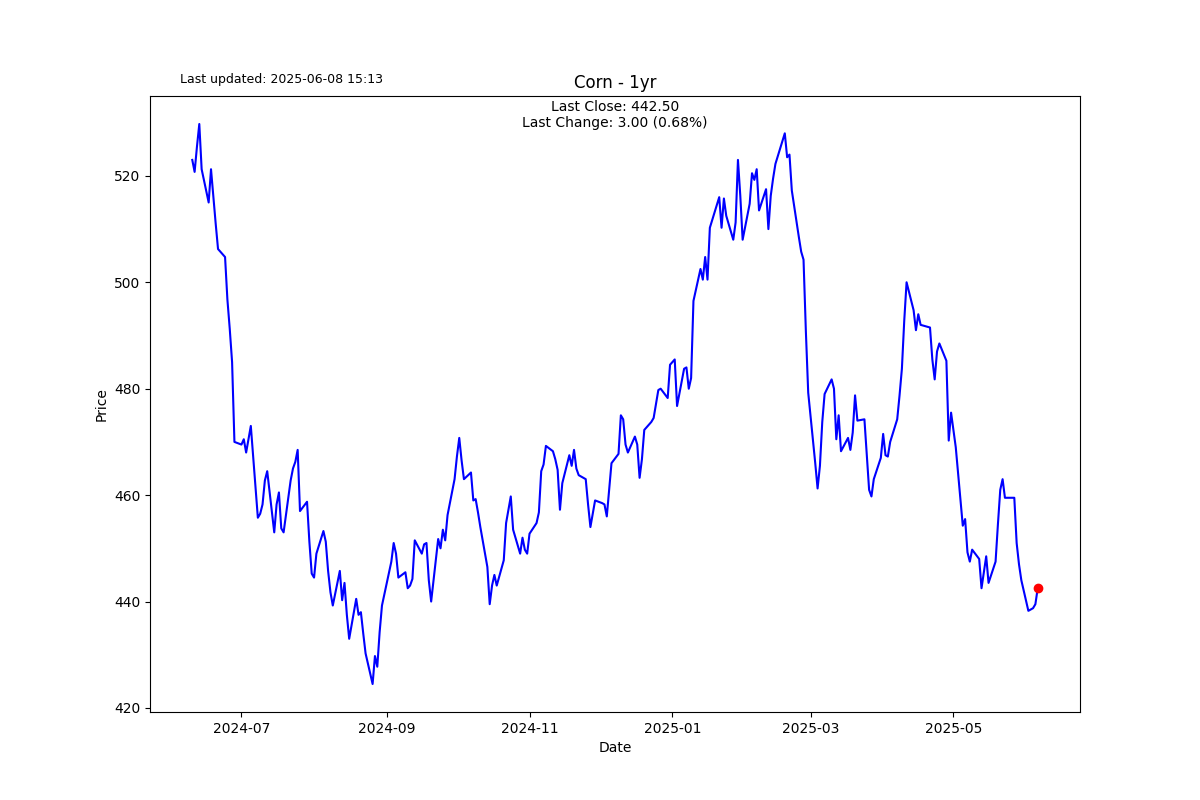 Last updated: 2025-06-08 15:13
Corn - 1yr
Last Close: 442.50
Last Change: 3.00 (0.68%)
Price
520
500
480
460
440
420
2024-07
2024-09
2024-11
2025-01
2025-03
2025-05
Date